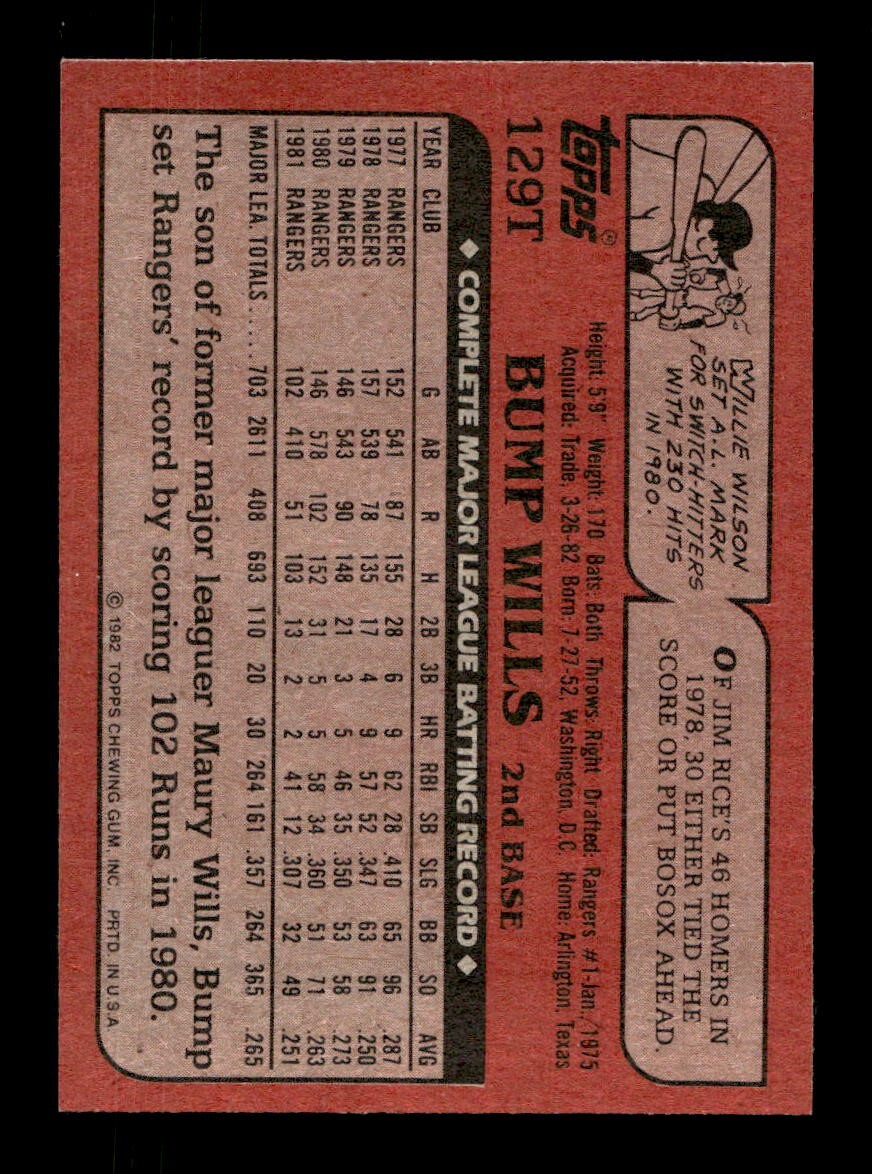 WILLIE WILSON
SET A.L. MARK
FOR SWITCH-HITTERS
WITH 230 HITS
IN 1980.
OF JIM RICE'S 46 HOMERS IN
1978, 30 EITHER TIED THE
SCORE OR PUT BOSOX AHEAD.
topps®
Height: 5'9" Weight: 170 Bats: Both Throws: Right Drafted: Rangers #1-Jan., 1975
Acquired: Trade, 3-26-82 Born: 7-27-52, Washington, D.C. Home: Arlington, Texas
129T BUMP WILLS 2nd BASE
◆ COMPLETE MAJOR LEAGUE BATTING RECORD ◆
YEAR CLUB G AB R H 2B 3B HR RBI SB SLG BB SO AVG
1977 RANGERS 152 541 87 155 28 6 9 62 28 .410 65 96 .287
1978 RANGERS 157 539 78 135 17 4 9 57 52 .347 63 91 .250
1979 RANGERS 146 543 90 148 21 3 5 46 35 .350 53 58 .273
1980 RANGERS 146 578 102 152 31 5 5 58 34 .360 51 71 .263
1981 RANGERS 102 410 51 103 13 2 2 41 12 .307 32 49 .251
MAJOR LEA. TOTALS ..... 703 2611 408 693 110 20 30 264 161 .357 264 365 .265
The son of former major leaguer Maury Wills, Bump
set Rangers' record by scoring 102 Runs in 1980.
© 1982 TOPPS CHEWING GUM, INC. PRTD. IN U.S.A.